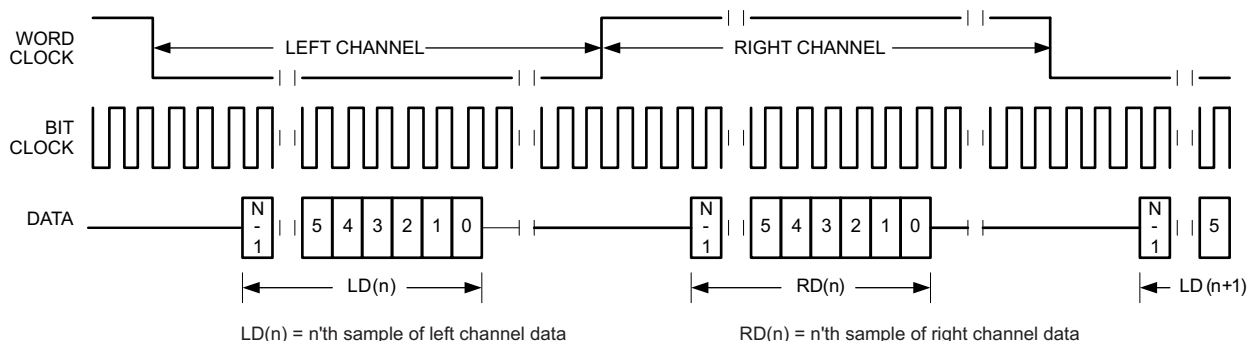 WORD
CLOCK
LEFT CHANNEL
RIGHT CHANNEL
BIT
CLOCK
DATA
N
-
1
5 4 3 2 1 0
N
-
1
5 4 3 2 1 0
N
-
1
5
LD(n)
RD(n)
LD (n+1)
LD(n) = n'th sample of left channel data
RD(n) = n'th sample of right channel data